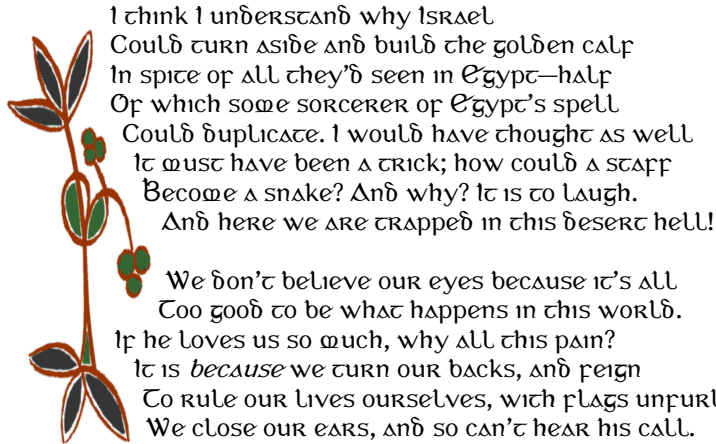 I think I understand why Israel
Could turn aside and build the golden calf
In spite of all they'd seen in Egypt—half
Of which some sorcerer of Egypt's spell
Could duplicate. I would have thought as well
It must have been a trick; how could a staff
Become a snake? And why? It is to laugh.
And here we are trapped in this desert hell!
We don't believe our eyes because it's all
Too good to be what happens in this world.
If he loves us so much, why all this pain?
It is because we turn our backs, and feign
To rule our lives ourselves, with flags unfurl
We close our ears, and so can't hear his call.